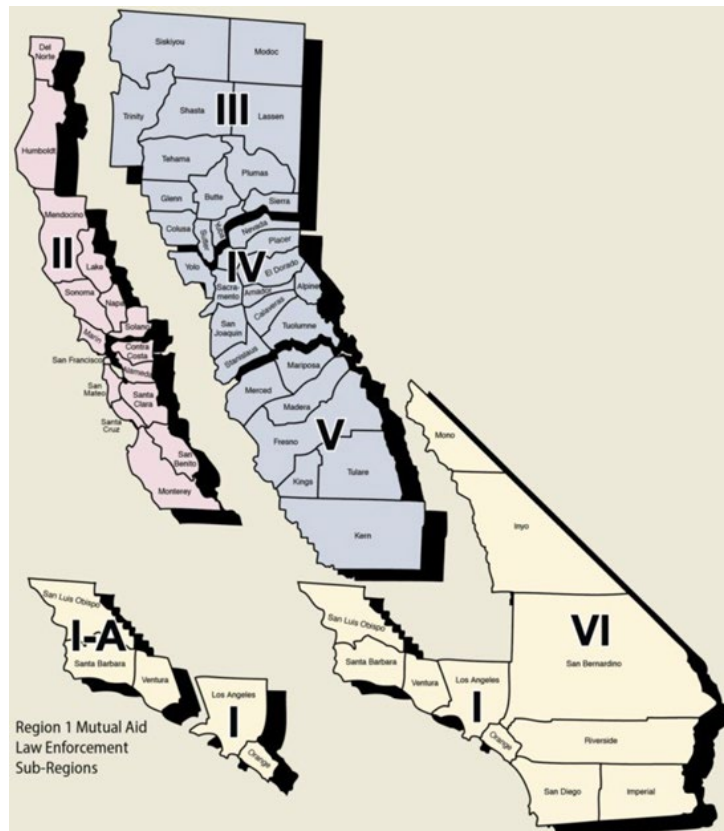 Del
Norte
Humboldt
Mendocino
II
Lake
Sonoma
Napa
Solano
Marin
Contra
Costa
San Francisco
Alameda
San
Mateo
Santa
Clara
Santa
Cruz
San
Benito
Monterey
Siskiyou
Modoc
Trinity
Shasta
III
Lassen
Tehama
Plumas
Glenn
Butte
Sierra
Colusa
Sutter
Yuba
Nevada
Placer
Yolo
IV
El Dorado
Sacra-
mento
Amador
Alpine
Calaveras
San
Joaquin
Tuolumne
Stanislaus
Mariposa
Merced
Madera
Fresno
V
Kings
Tulare
Kern
Mono
Inyo
VI
San Bernardino
San Luis Obispo
Santa Barbara
Ventura
Los Angeles
I
Orange
Riverside
San Diego
Imperial
San Luis Obispo
I-A
Santa Barbara
Ventura
Los Angeles
I
Orange
Region 1 Mutual Aid
Law Enforcement
Sub-Regions